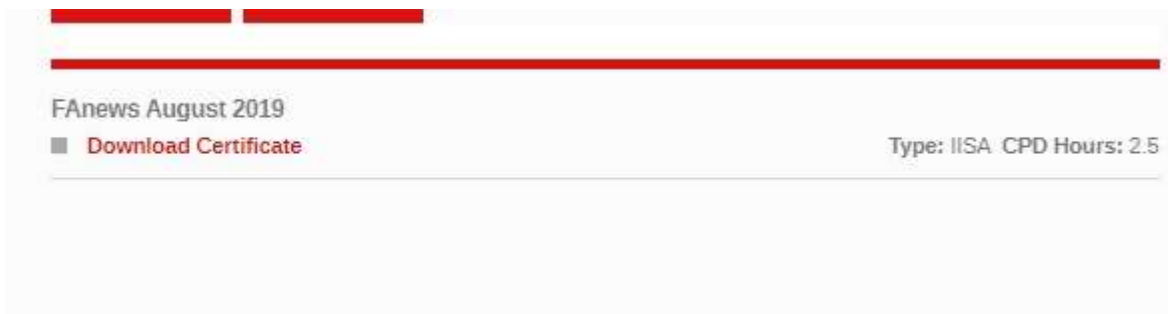 FAnews August 2019
Download Certificate Type: IISA CPD Hours: 2.5